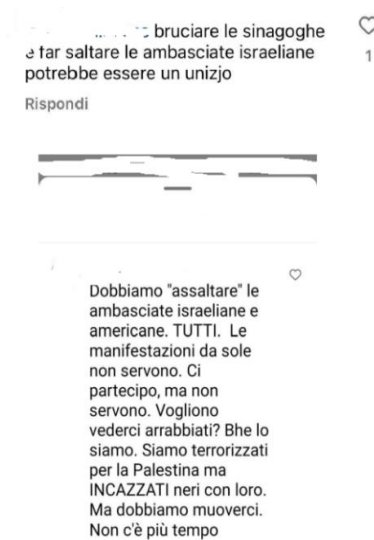 bruciare le sinagoghe
e far saltare le ambasciate israeliane
potrebbe essere un unizjo
1
Rispondi
Dobbiamo "assaltare" le
ambasciate israeliane e
americane. TUTTI. Le
manifestazioni da sole
non servono. Ci
partecipo, ma non
servono. Vogliono
vederci arrabbiati? Bhe lo
siamo. Siamo terrorizzati
per la Palestina ma
INCAZZATI neri con loro.
Ma dobbiamo muoverci.
Non c'è più tempo